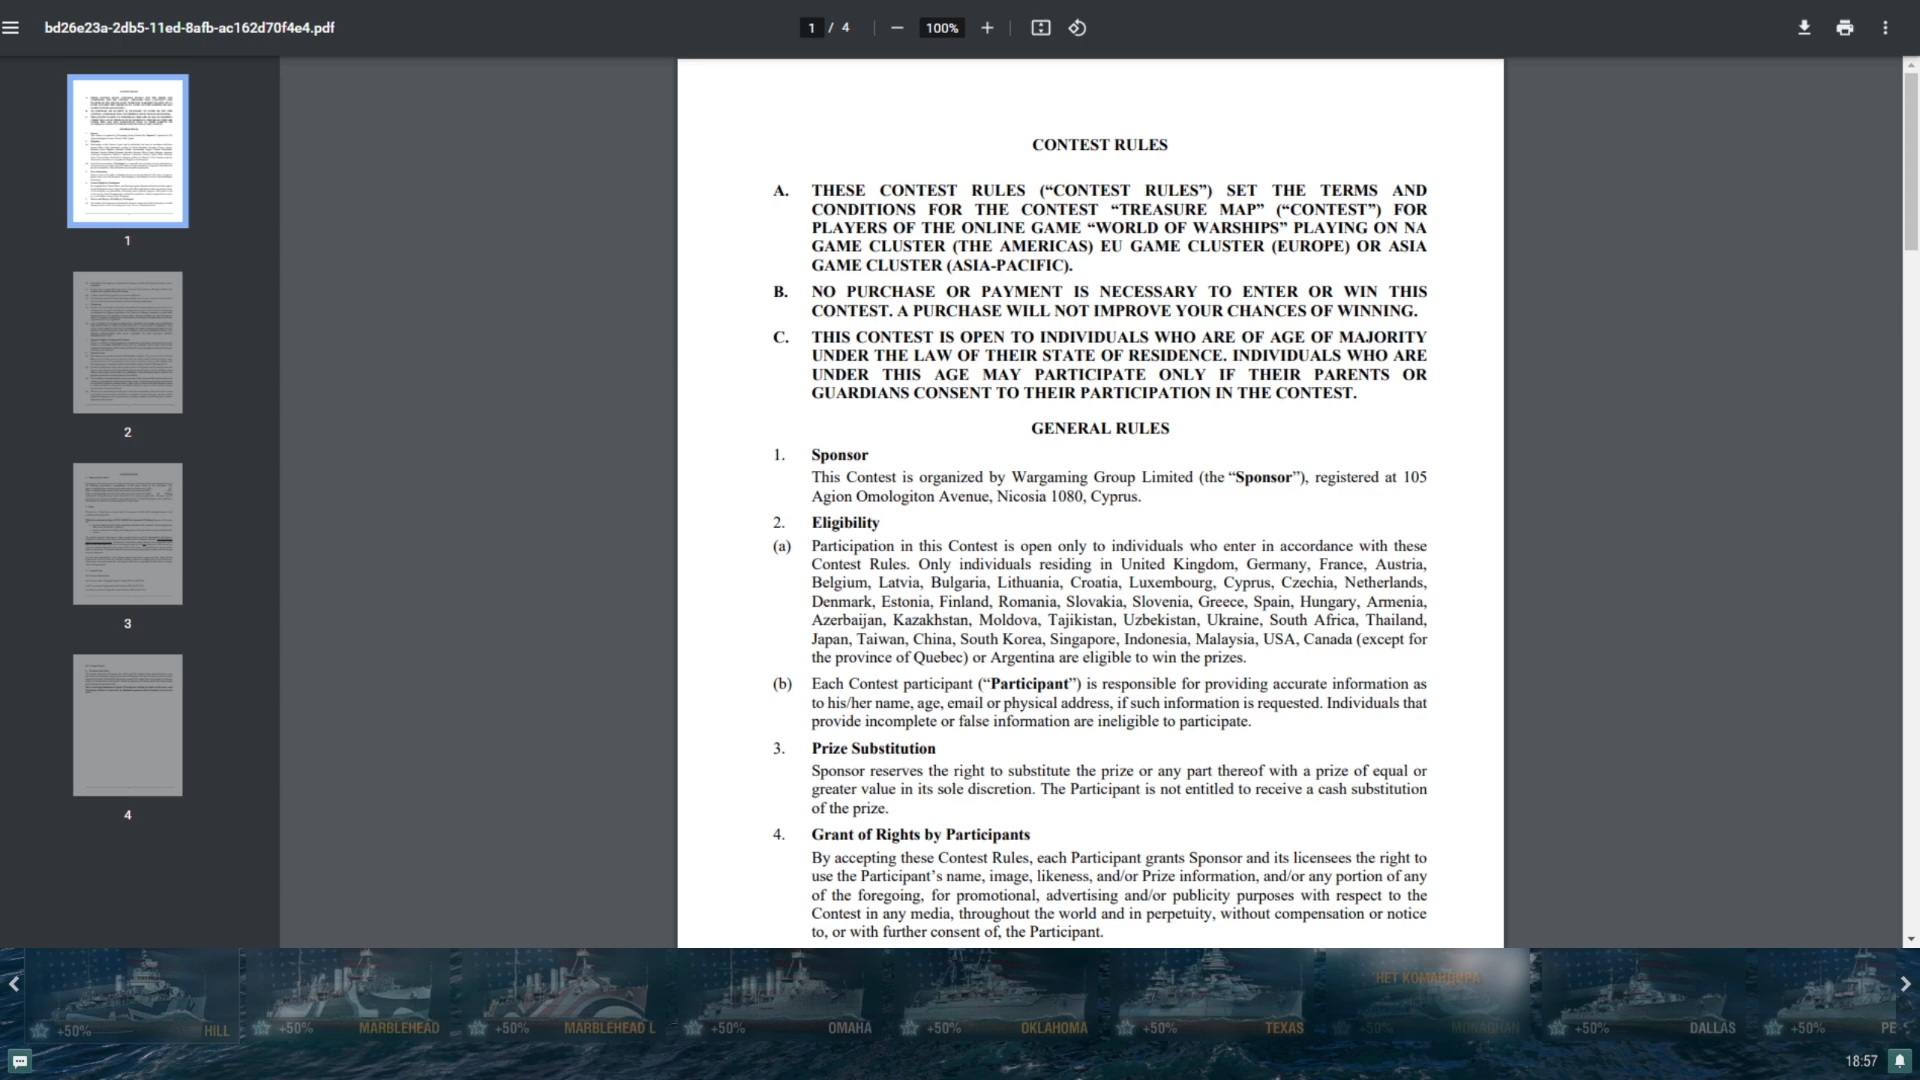 bd26e23a-2db5-11ed-8afb-ac162d70f4e4.pdf
1 / 4
100%
1
2
3
4
CONTEST RULES
A. THESE CONTEST RULES (“CONTEST RULES”) SET THE TERMS AND
CONDITIONS FOR THE CONTEST “TREASURE MAP” (“CONTEST”) FOR
PLAYERS OF THE ONLINE GAME “WORLD OF WARSHIPS” PLAYING ON NA
GAME CLUSTER (THE AMERICAS) EU GAME CLUSTER (EUROPE) OR ASIA
GAME CLUSTER (ASIA-PACIFIC).
B. NO PURCHASE OR PAYMENT IS NECESSARY TO ENTER OR WIN THIS
CONTEST. A PURCHASE WILL NOT IMPROVE YOUR CHANCES OF WINNING.
C. THIS CONTEST IS OPEN TO INDIVIDUALS WHO ARE OF AGE OF MAJORITY
UNDER THE LAW OF THEIR STATE OF RESIDENCE. INDIVIDUALS WHO ARE
UNDER THIS AGE MAY PARTICIPATE ONLY IF THEIR PARENTS OR
GUARDIANS CONSENT TO THEIR PARTICIPATION IN THE CONTEST.
GENERAL RULES
1. Sponsor
This Contest is organized by Wargaming Group Limited (the “Sponsor”), registered at 105
Agion Omologiton Avenue, Nicosia 1080, Cyprus.
2. Eligibility
(a) Participation in this Contest is open only to individuals who enter in accordance with these
Contest Rules. Only individuals residing in United Kingdom, Germany, France, Austria,
Belgium, Latvia, Bulgaria, Lithuania, Croatia, Luxembourg, Cyprus, Czechia, Netherlands,
Denmark, Estonia, Finland, Romania, Slovakia, Slovenia, Greece, Spain, Hungary, Armenia,
Azerbaijan, Kazakhstan, Moldova, Tajikistan, Uzbekistan, Ukraine, South Africa, Thailand,
Japan, Taiwan, China, South Korea, Singapore, Indonesia, Malaysia, USA, Canada (except for
the province of Quebec) or Argentina are eligible to win the prizes.
(b) Each Contest participant (“Participant”) is responsible for providing accurate information as
to his/her name, age, email or physical address, if such information is requested. Individuals that
provide incomplete or false information are ineligible to participate.
3. Prize Substitution
Sponsor reserves the right to substitute the prize or any part thereof with a prize of equal or
greater value in its sole discretion. The Participant is not entitled to receive a cash substitution
of the prize.
4. Grant of Rights by Participants
By accepting these Contest Rules, each Participant grants Sponsor and its licensees the right to
use the Participant’s name, image, likeness, and/or Prize information, and/or any portion of any
of the foregoing, for promotional, advertising and/or publicity purposes with respect to the
Contest in any media, throughout the world and in perpetuity, without compensation or notice
to, or with further consent of, the Participant.
НЕТ КОМАНДИРА
+50% HILL
+50% MARBLEHEAD
+50% MARBLEHEAD L
+50% OMAHA
+50% OKLAHOMA
+50% TEXAS
+50% MONAGHAN
+50% DALLAS
+50% PE
18:57